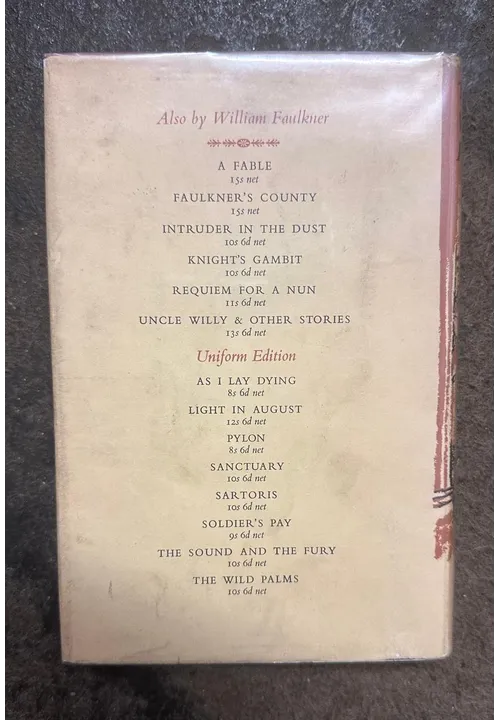 Also by William Faulkner
A FABLE
15s net
FAULKNER'S COUNTY
15s net
INTRUDER IN THE DUST
10s 6d net
KNIGHT'S GAMBIT
10s 6d net
REQUIEM FOR A NUN
11s 6d net
UNCLE WILLY & OTHER STORIES
13s 6d net
Uniform Edition
AS I LAY DYING
8s 6d net
LIGHT IN AUGUST
12s 6d net
PYLON
8s 6d net
SANCTUARY
10s 6d net
SARTORIS
10s 6d net
SOLDIER'S PAY
9s 6d net
THE SOUND AND THE FURY
10s 6d net
THE WILD PALMS
10s 6d net